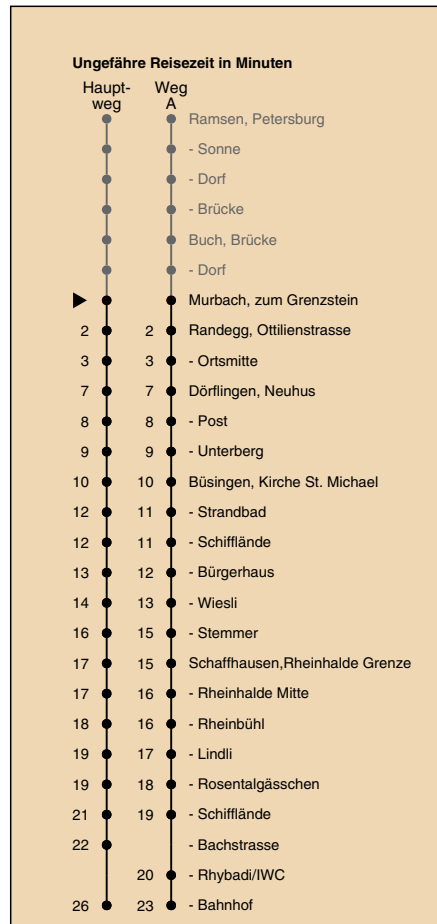 Ungefähre Reisezeit in Minuten
Haupt- Weg
weg A
Ramsen, Petersburg
- Sonne
- Dorf
- Brücke
Buch, Brücke
- Dorf
Murbach, zum Grenzstein
2 2 Randegg, Ottilienstrasse
3 3 - Ortsmitte
7 7 Dörflingen, Neuhus
8 8 - Post
9 9 - Unterberg
10 10 Büsingen, Kirche St. Michael
12 11 - Strandbad
12 11 - Schifflände
13 12 - Bürgerhaus
14 13 - Wiesli
16 15 - Stemmer
17 15 Schaffhausen,Rheinhalde Grenze
17 16 - Rheinhalde Mitte
18 16 - Rheinbühl
19 17 - Lindli
19 18 - Rosentalgässchen
21 19 - Schifflände
22 - Bachstrasse
20 - Rhybadi/IWC
26 23 - Bahnhof